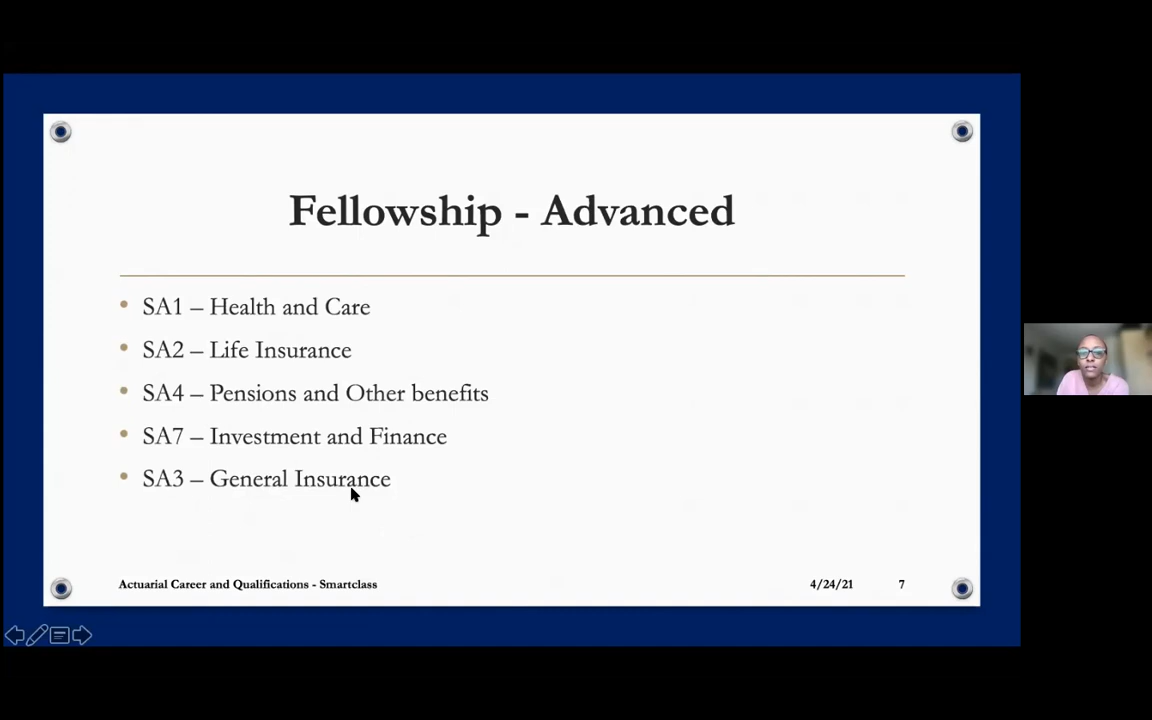 Fellowship - Advanced
SA1 – Health and Care
SA2 – Life Insurance
SA4 – Pensions and Other benefits
SA7 – Investment and Finance
SA3 – General Insurance
Actuarial Career and Qualifications - Smartclass 4/24/21 7